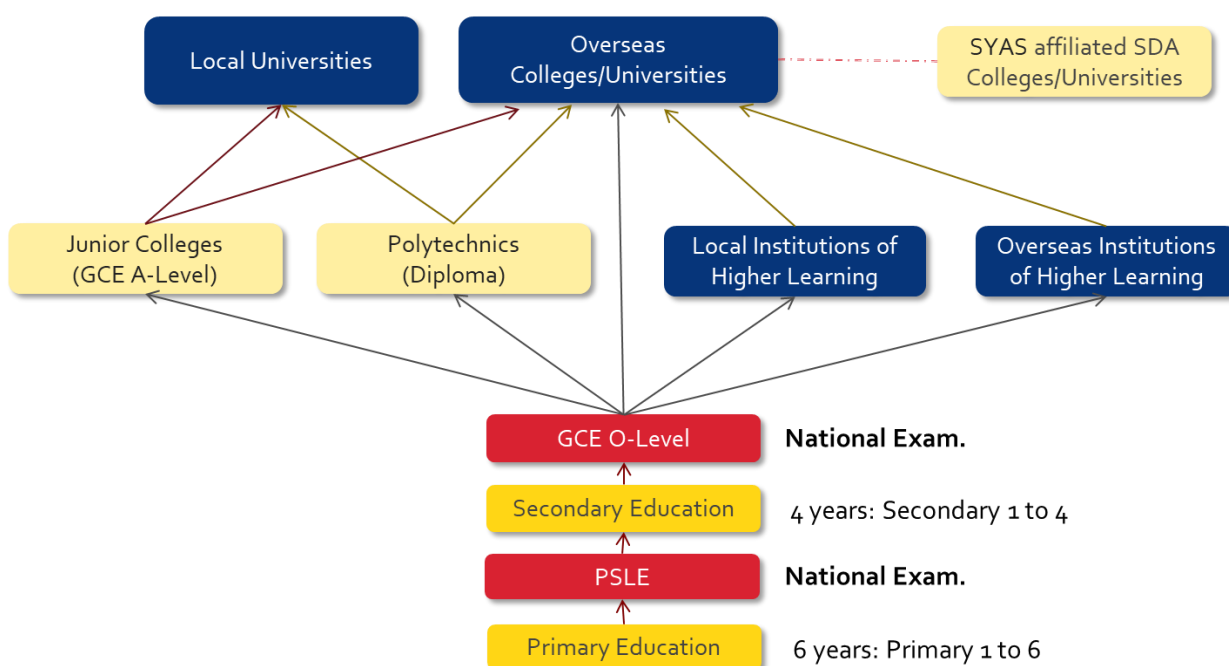 Local Universities
Overseas
Colleges/Universities
SYAS affiliated SDA
Colleges/Universities
Junior Colleges
(GCE A-Level)
Polytechnics
(Diploma)
Local Institutions of
Higher Learning
Overseas Institutions
of Higher Learning
GCE O-Level
National Exam.
Secondary Education
4 years: Secondary 1 to 4
PSLE
National Exam.
Primary Education
6 years: Primary 1 to 6